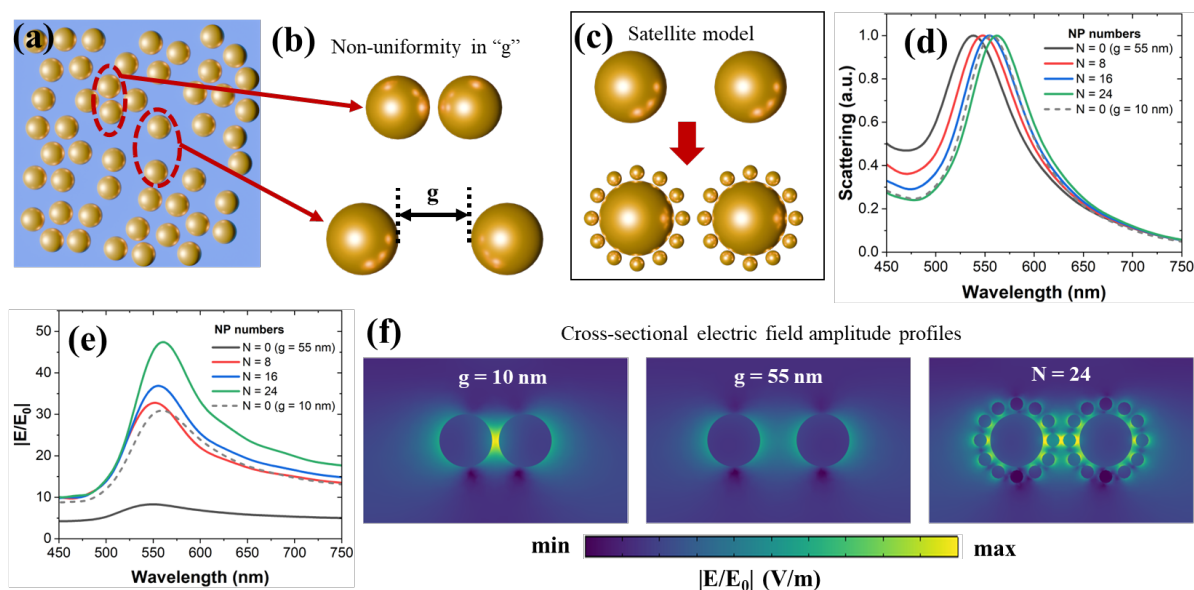 (a)
(b)
Non-uniformity in “g”
g
(c)
Satellite model
(d)
NP numbers
N = 0 (g = 55 nm)
N = 8
N = 16
N = 24
N = 0 (g = 10 nm)
Scattering (a.u.)
1.0
0.8
0.6
0.4
0.2
0.0
450 500 550 600 650 700 750
Wavelength (nm)
(e)
NP numbers
N = 0 (g = 55 nm)
N = 8
N = 16
N = 24
N = 0 (g = 10 nm)
|E/E₀|
50
40
30
20
10
0
450 500 550 600 650 700 750
Wavelength (nm)
(f)
Cross-sectional electric field amplitude profiles
g = 10 nm
g = 55 nm
N = 24
min
max
|E/E₀| (V/m)